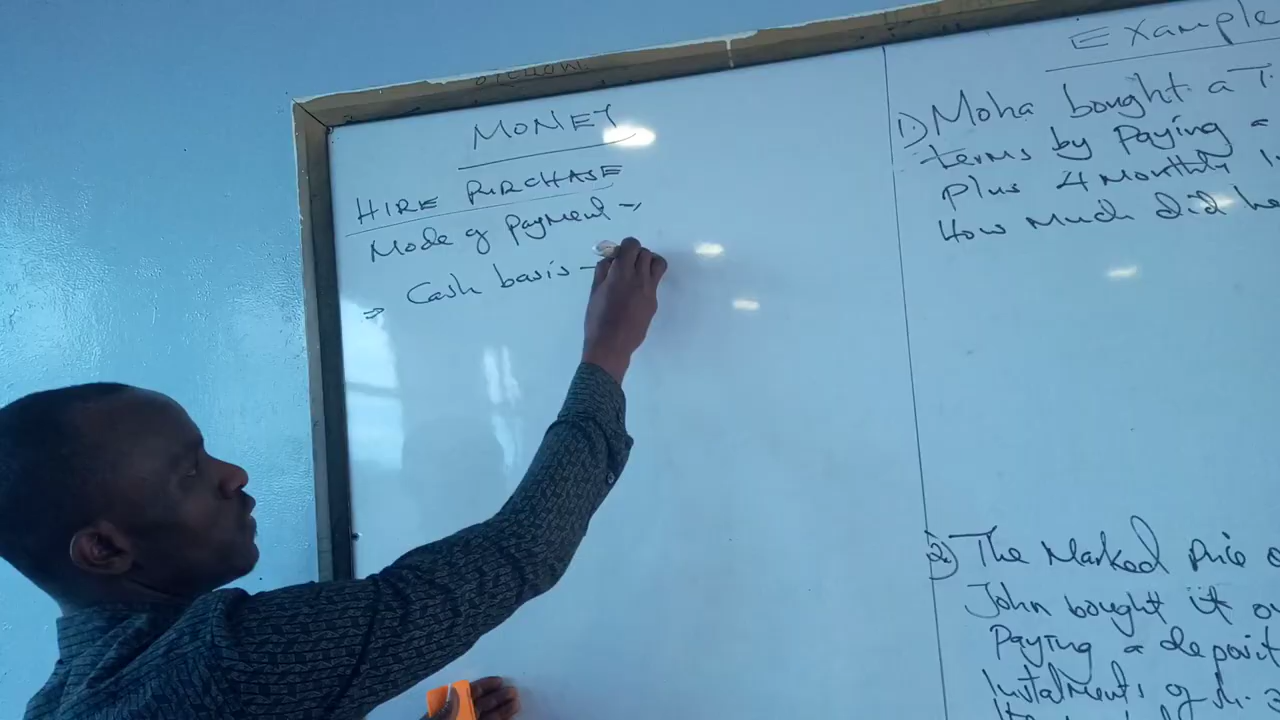 MONEY
HIRE PURCHASE
Mode of Payment →
⇒ Cash basis –
Example
1) Moha bought a T.
terms by Paying a
plus 4 Monthly
How Much did he
2) The Marked Price o
John bought it o
Paying a deposit
Instalments of sh.